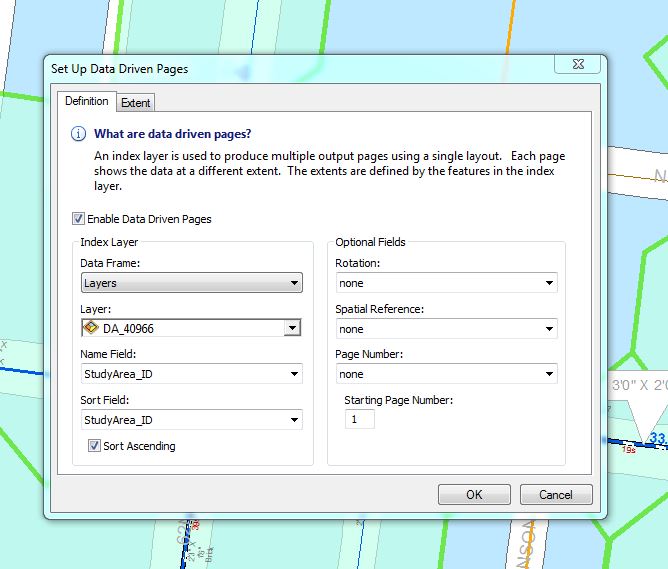 Set Up Data Driven Pages
Definition
Extent
What are data driven pages?
An index layer is used to produce multiple output pages using a single layout. Each page
shows the data at a different extent. The extents are defined by the features in the index
layer.
Enable Data Driven Pages
Index Layer
Data Frame:
Layers
Layer:
DA_40966
Name Field:
StudyArea_ID
Sort Field:
StudyArea_ID
Sort Ascending
Optional Fields
Rotation:
none
Spatial Reference:
none
Page Number:
none
Starting Page Number:
1
OK
Cancel
N
3'0" X 2'0
33.
19s
NSON
Brick